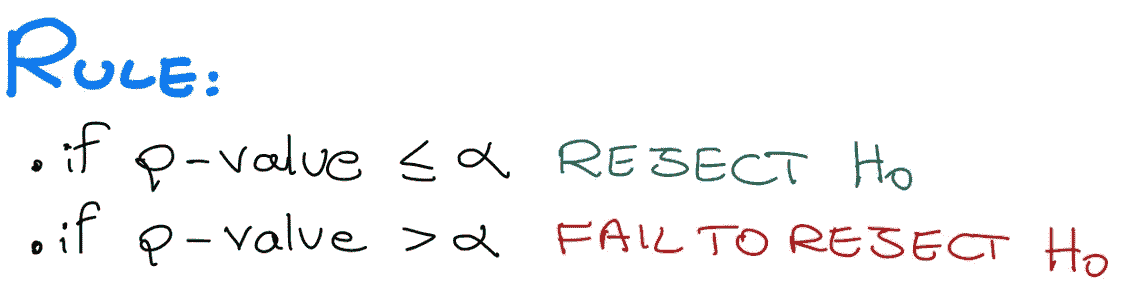 RULE:
. if p-value ≤ α REJECT H₀
. if p-value > α FAIL TO REJECT H₀